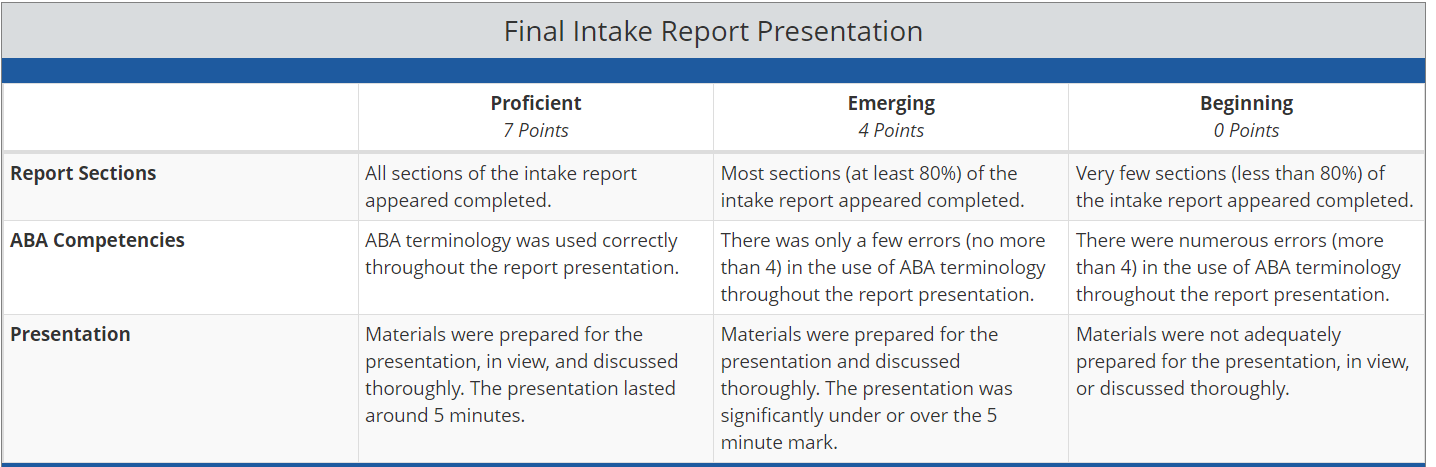 Final Intake Report Presentation
Proficient
7 Points
Emerging
4 Points
Beginning
0 Points
Report Sections
All sections of the intake report
appeared completed.
Most sections (at least 80%) of the
intake report appeared completed.
Very few sections (less than 80%) of
the intake report appeared completed.
ABA Competencies
ABA terminology was used correctly
throughout the report presentation.
There was only a few errors (no more
than 4) in the use of ABA terminology
throughout the report presentation.
There were numerous errors (more
than 4) in the use of ABA terminology
throughout the report presentation.
Presentation
Materials were prepared for the
presentation, in view, and discussed
thoroughly. The presentation lasted
around 5 minutes.
Materials were prepared for the
presentation and discussed
thoroughly. The presentation was
significantly under or over the 5
minute mark.
Materials were not adequately
prepared for the presentation, in view,
or discussed thoroughly.